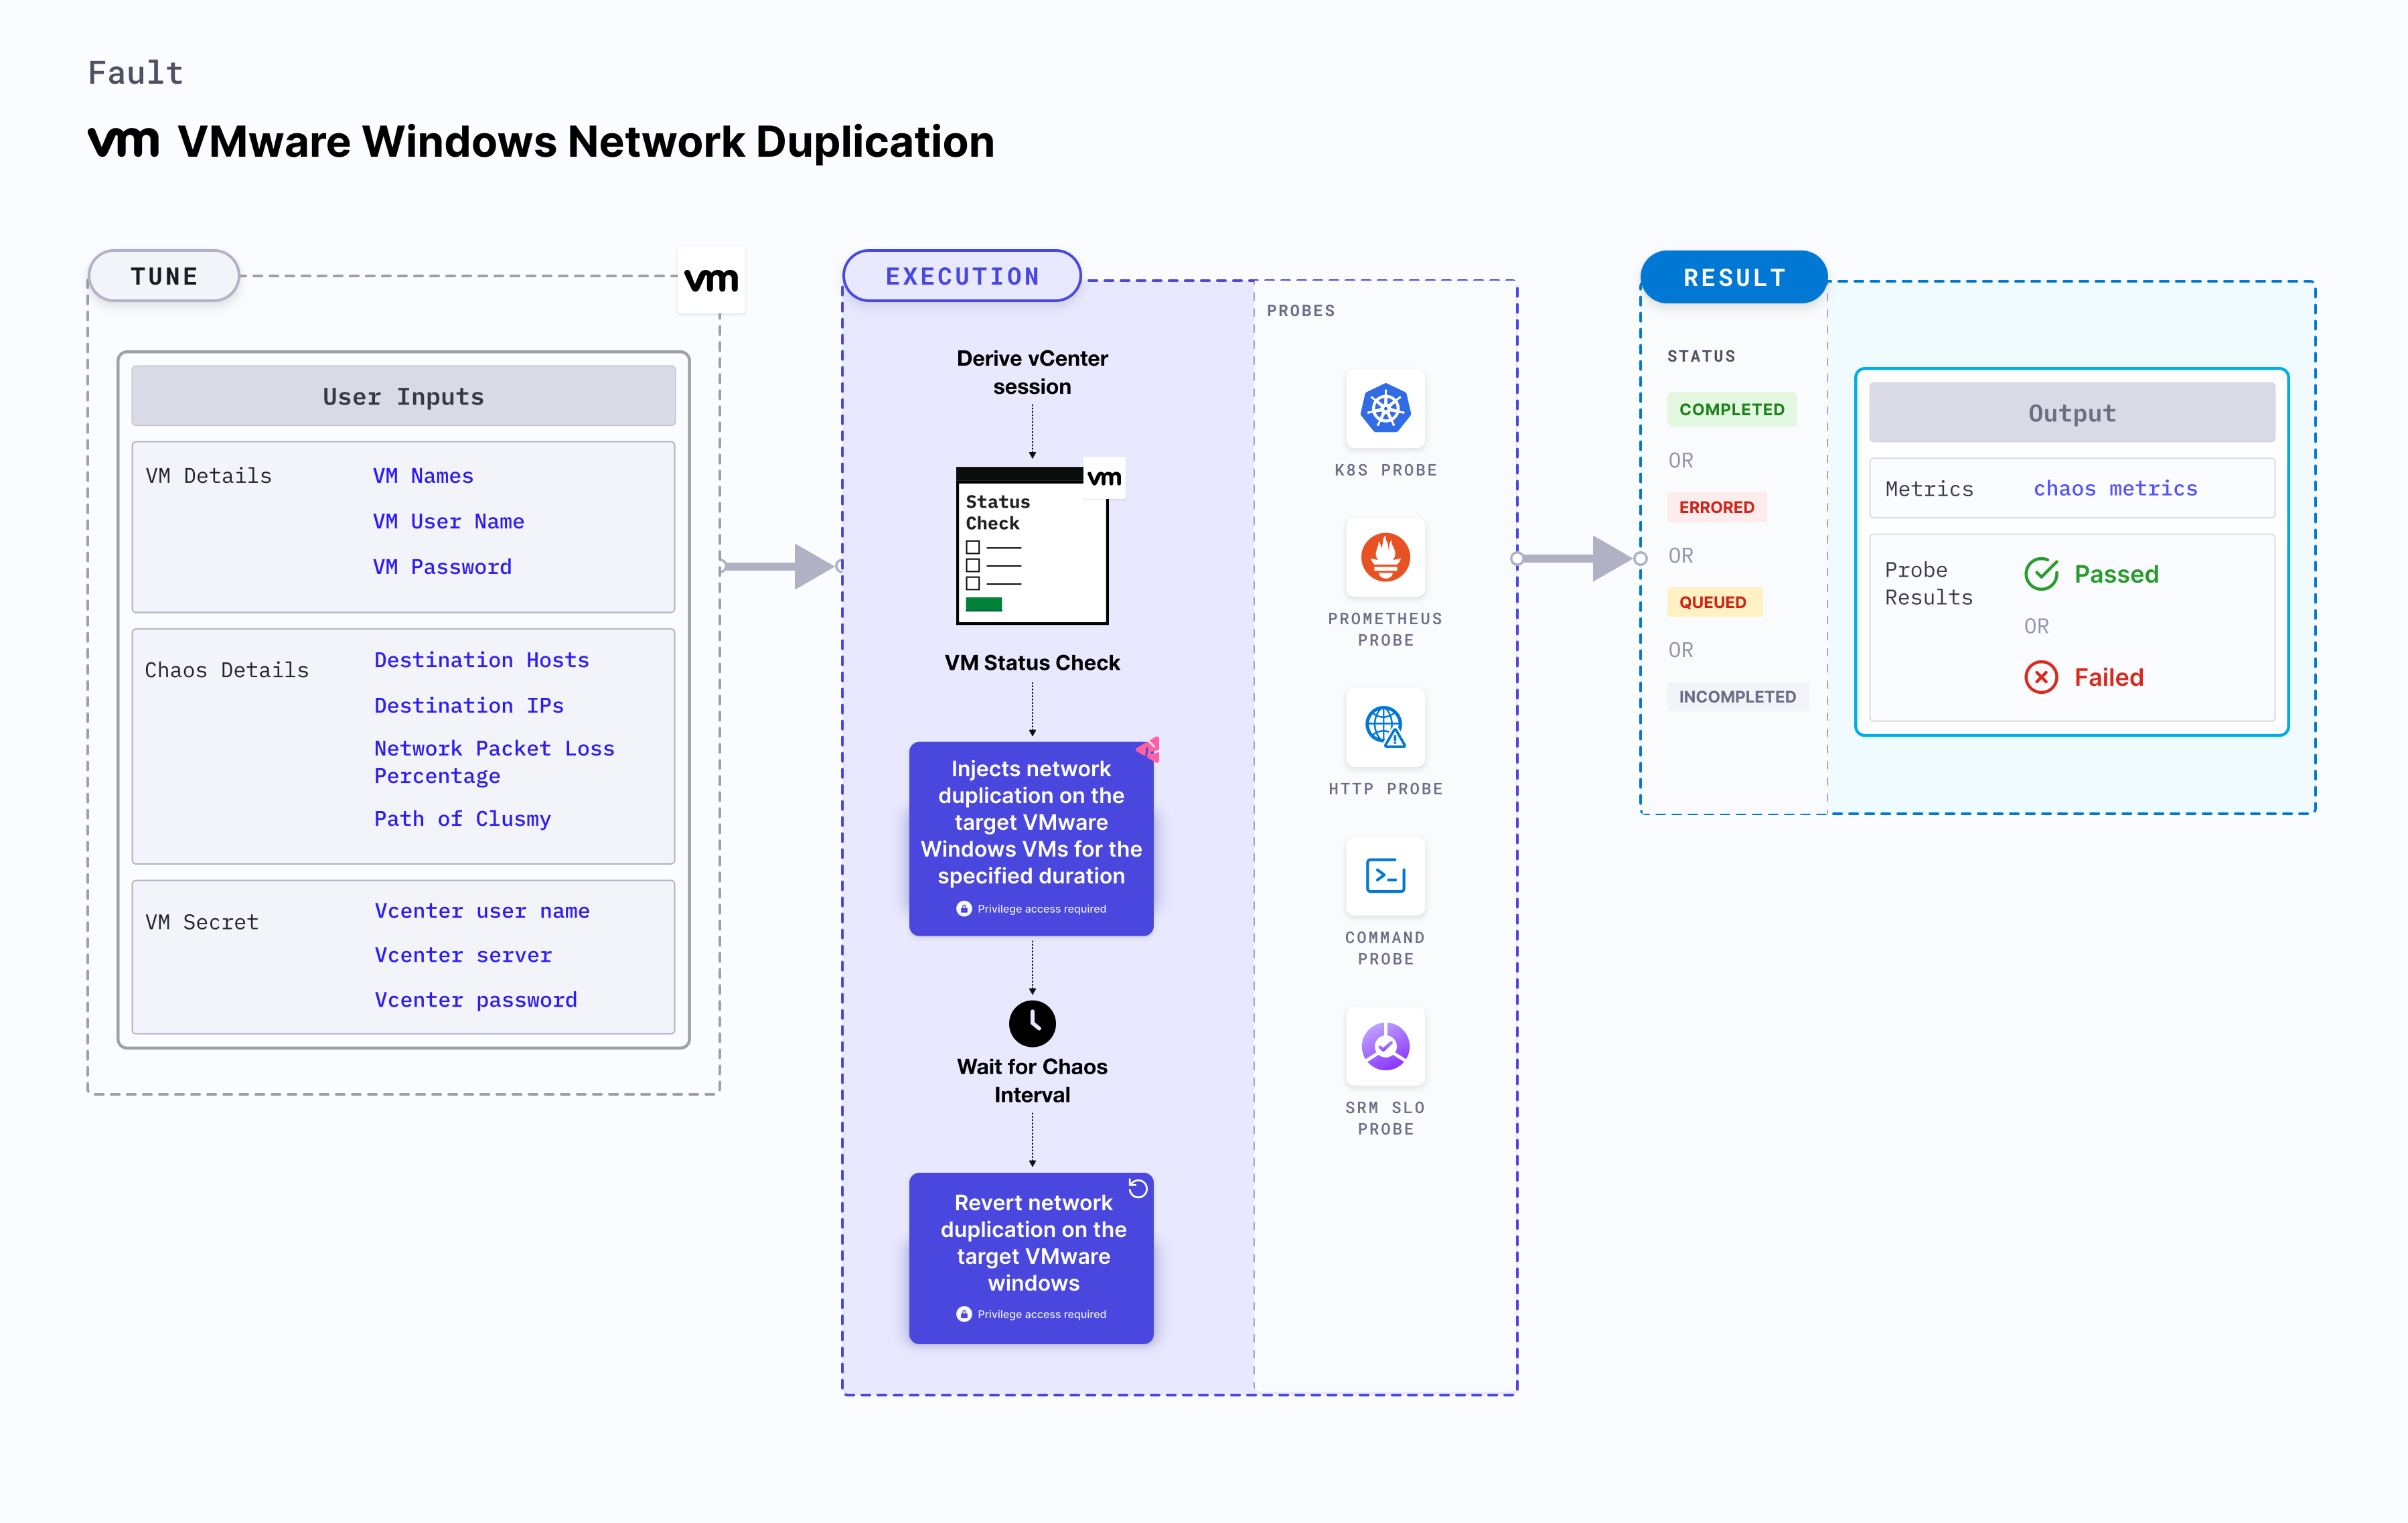 Fault
vm VMware Windows Network Duplication
TUNE
vm
User Inputs
VM Details
VM Names
VM User Name
VM Password
Chaos Details
Destination Hosts
Destination IPs
Network Packet Loss
Percentage
Path of Clusmy
VM Secret
Vcenter user name
Vcenter server
Vcenter password
EXECUTION
Derive vCenter
session
vm
Status
Check
VM Status Check
Injects network
duplication on the
target VMware
Windows VMs for the
specified duration
Privilege access required
Wait for Chaos
Interval
Revert network
duplication on the
target VMware
windows
Privilege access required
PROBES
K8S PROBE
PROMETHEUS
PROBE
HTTP PROBE
COMMAND
PROBE
SRM SLO
PROBE
RESULT
STATUS
COMPLETED
OR
ERRORED
OR
QUEUED
OR
INCOMPLETED
Output
Metrics
chaos metrics
Probe
Results
Passed
OR
Failed